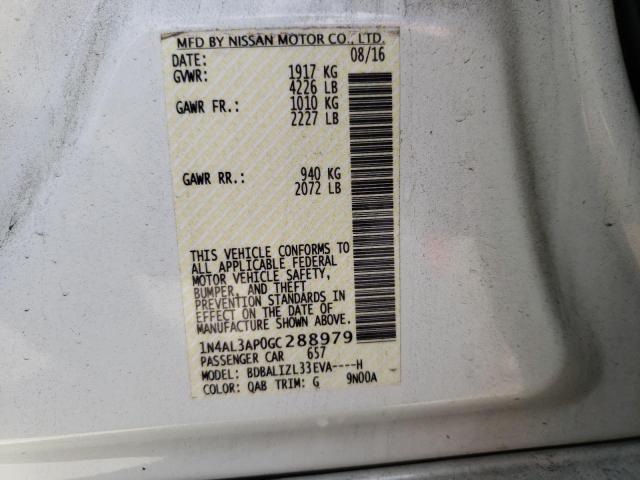 MFD BY NISSAN MOTOR CO., LTD.
DATE: 08/16
GVWR: 1917 KG
4226 LB
GAWR FR.: 1010 KG
2227 LB
GAWR RR.: 940 KG
2072 LB
THIS VEHICLE CONFORMS TO
ALL APPLICABLE FEDERAL
MOTOR VEHICLE SAFETY,
BUMPER, AND THEFT
PREVENTION STANDARDS IN
EFFECT ON THE DATE OF
MANUFACTURE SHOWN ABOVE.
1N4AL3AP0GC288979
PASSENGER CAR 657
MODEL: BDBALIZL33EVA----H
COLOR: QAB TRIM: G 9N00A